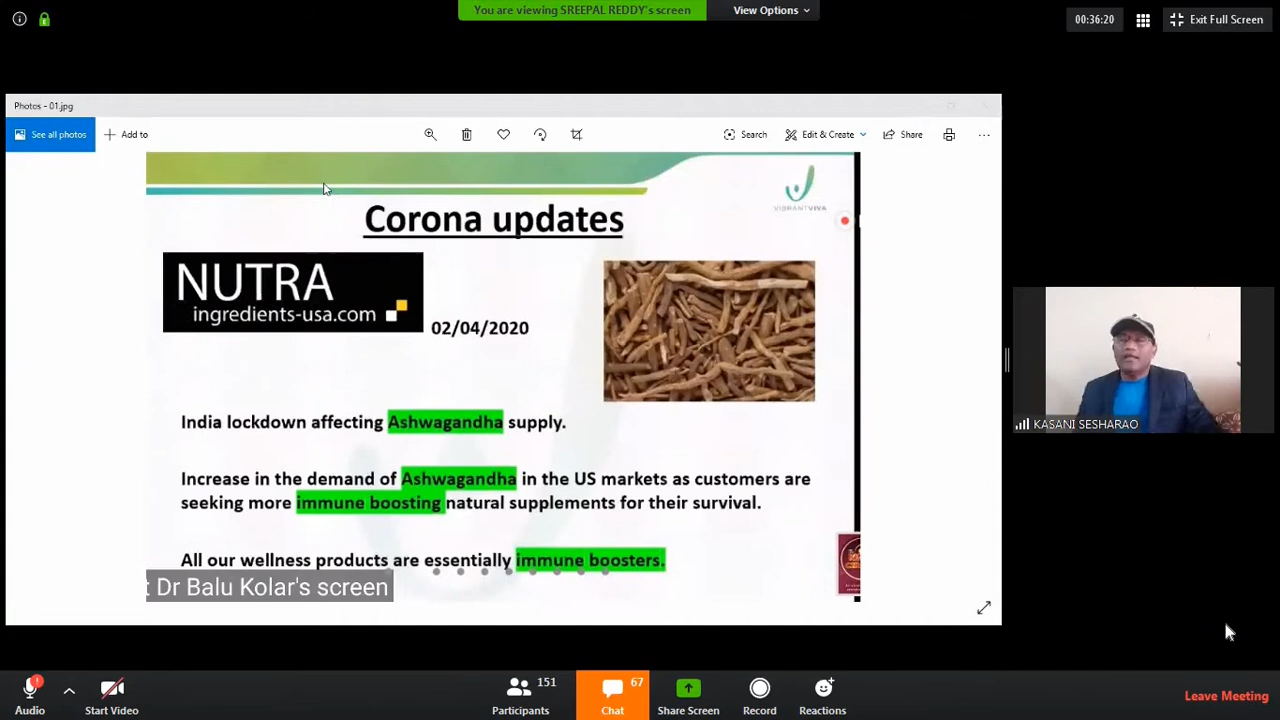 You are viewing SREEPAL REDDY's screen
View Options
00:36:20
Exit Full Screen
Photos - 01.jpg
See all photos
Add to
Search
Edit & Create
Share
VIBRANTVIVA
Corona updates
NUTRA
ingredients-usa.com
02/04/2020
India lockdown affecting Ashwagandha supply.
Increase in the demand of Ashwagandha in the US markets as customers are
seeking more immune boosting natural supplements for their survival.
All our wellness products are essentially immune boosters.
t Dr Balu Kolar's screen
KASANI SESHARAO
Audio
Start Video
151
Participants
67
Chat
Share Screen
Record
Reactions
Leave Meeting